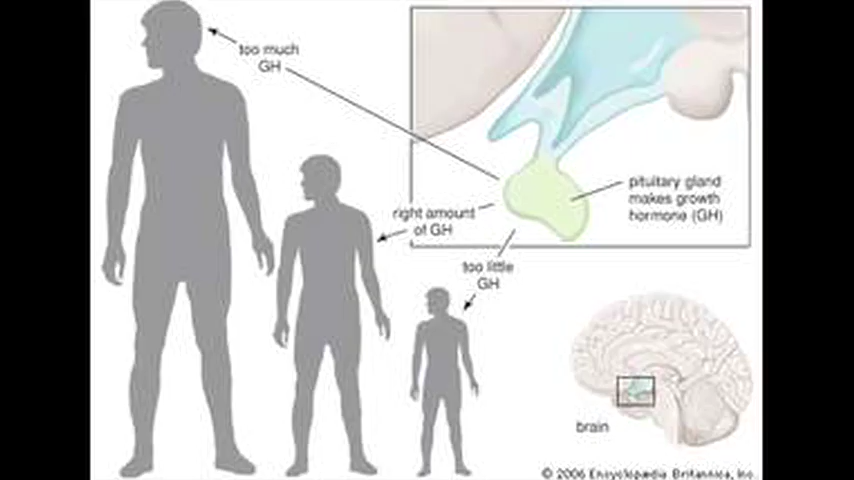 too much
GH
pituitary gland
makes growth
hormone (GH)
right amount
of GH
too little
GH
brain
© 2006 Encyclopædia Britannica, Inc.